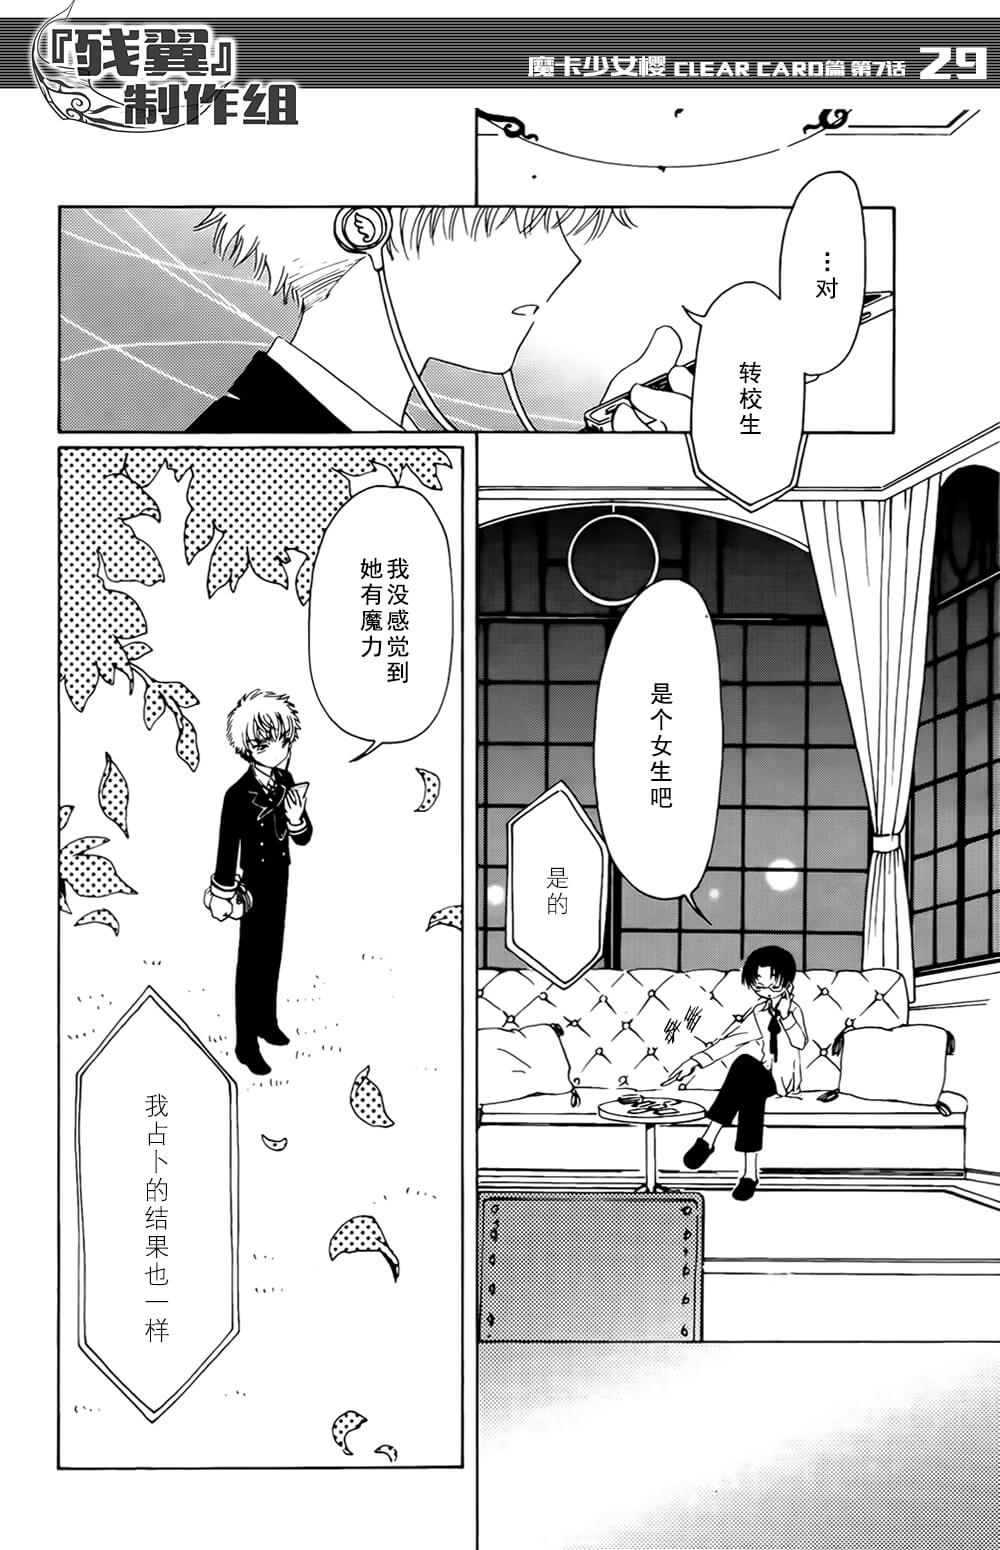 『残翼』
制作组
魔卡少女樱 CLEAR CARD篇 第7话 29
…对
转校生
是个女生吧
是的
我没感觉到
她有魔力
我占卜的结果也一样